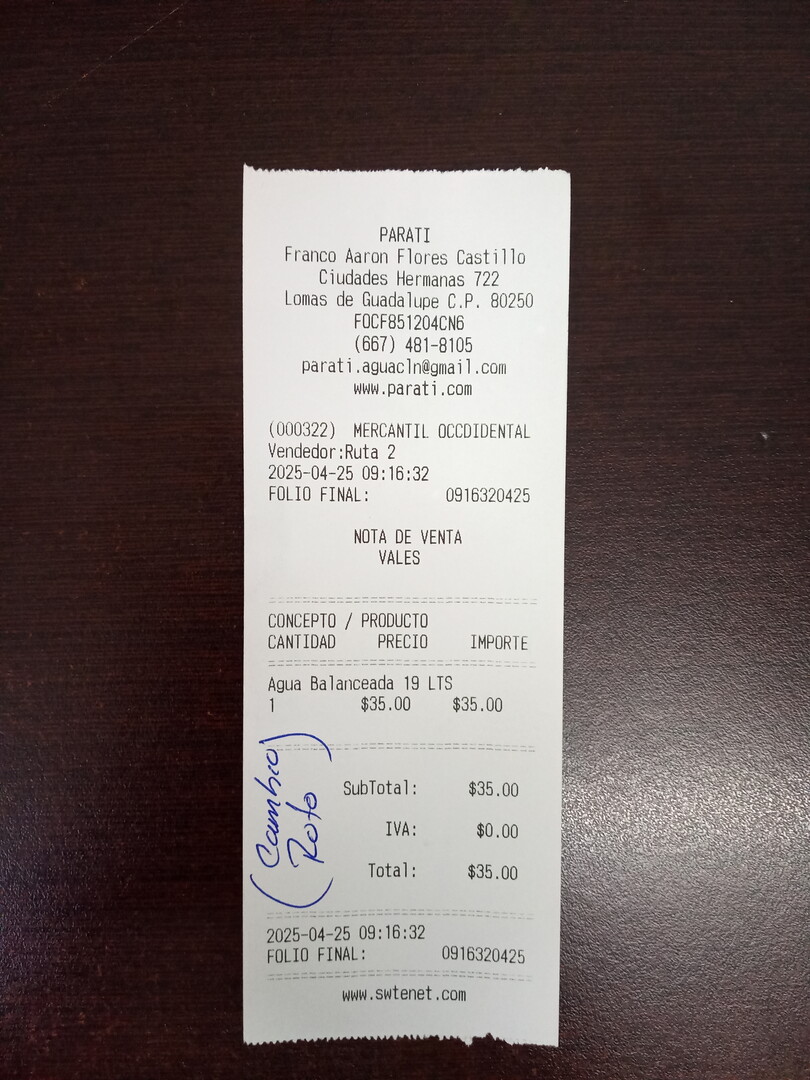 PARATI
Franco Aaron Flores Castillo
Ciudades Hermanas 722
Lomas de Guadalupe C.P. 80250
FOCF851204CN6
(667) 481-8105
parati.aguacln@gmail.com
www.parati.com
(000322) MERCANTIL OCCDIDENTAL
Vendedor:Ruta 2
2025-04-25 09:16:32
FOLIO FINAL: 0916320425
NOTA DE VENTA
VALES
CONCEPTO / PRODUCTO
CANTIDAD PRECIO IMPORTE
Agua Balanceada 19 LTS
1 $35.00 $35.00
SubTotal: $35.00
IVA: $0.00
Total: $35.00
(Cambio
Roto)
2025-04-25 09:16:32
FOLIO FINAL: 0916320425
www.swtenet.com